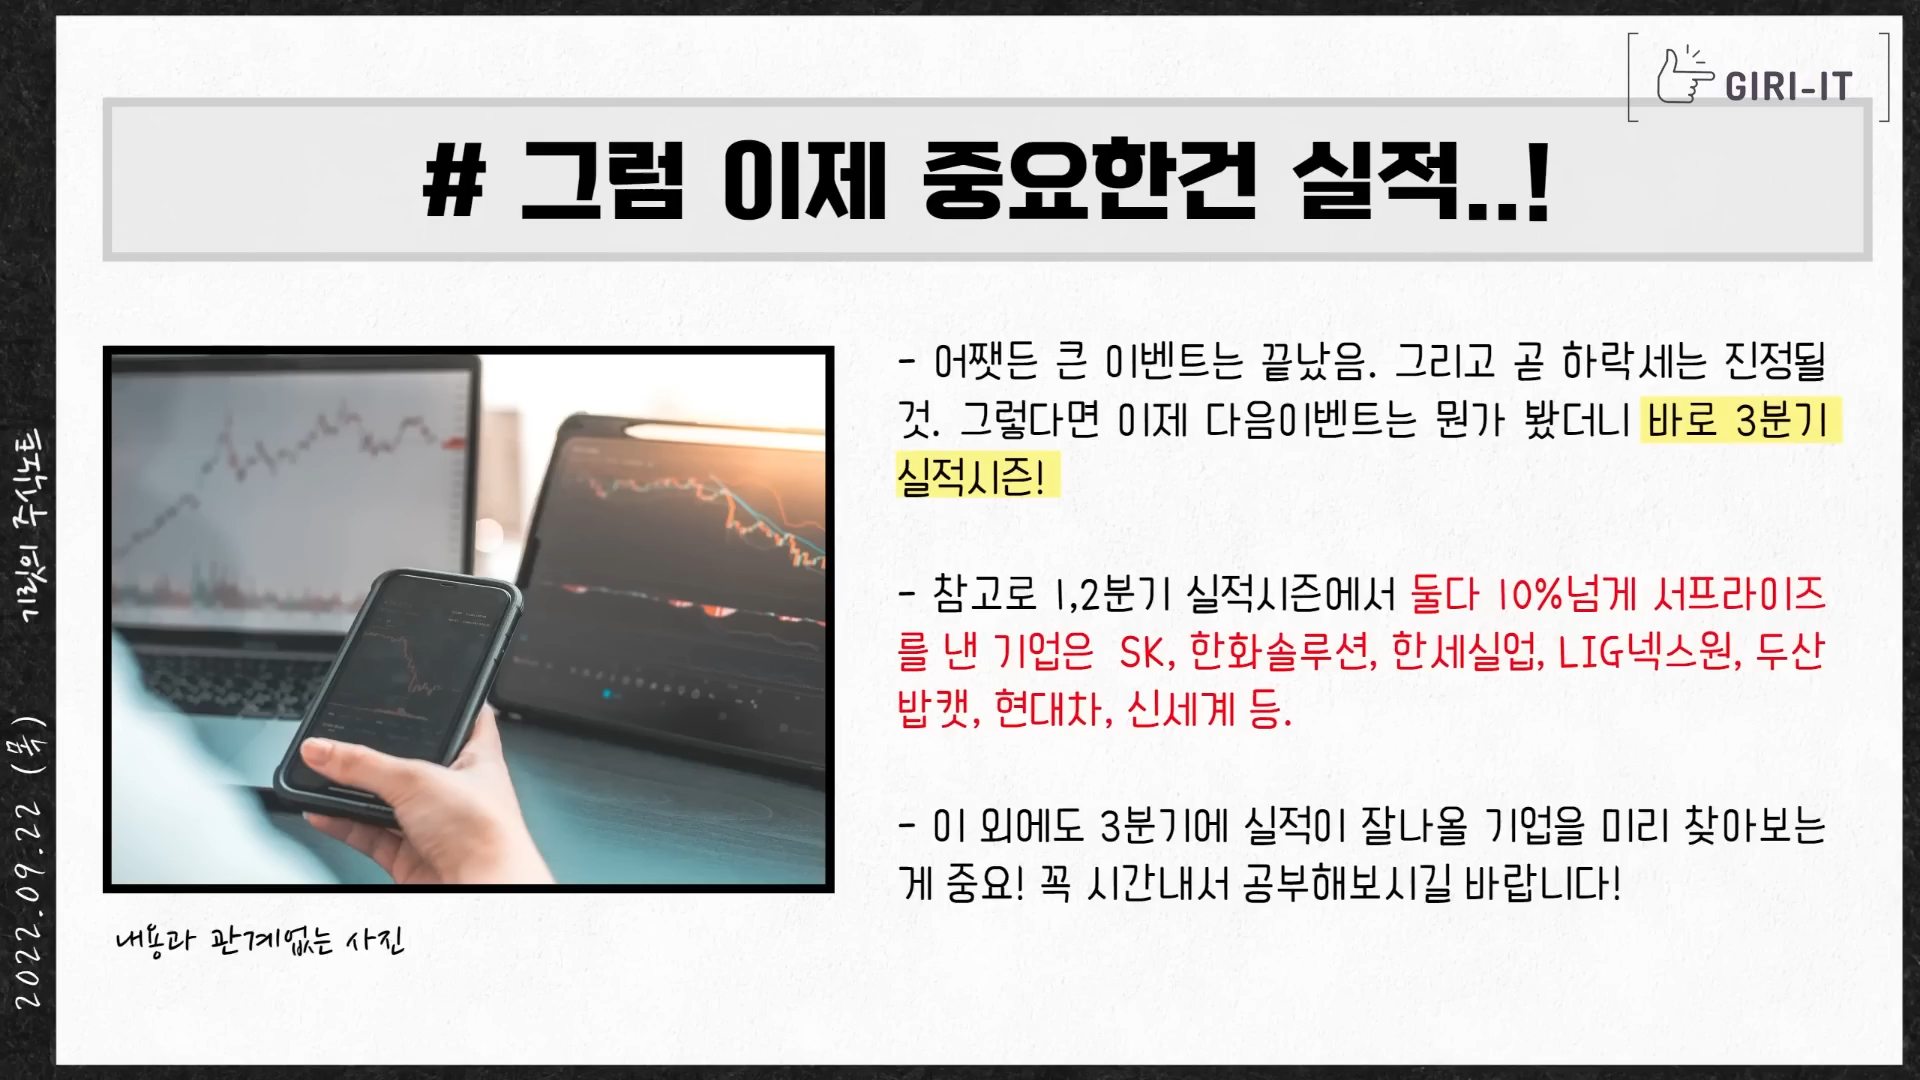 GIRI-IT
# 그럼 이제 중요한건 실적..!
- 어쨋든 큰 이벤트는 끝났음. 그리고 곧 하락세는 진정될
것. 그렇다면 이제 다음이벤트는 뭔가 봤더니 바로 3분기
실적시즌!
- 참고로 1,2분기 실적시즌에서 둘다 10%넘게 서프라이즈
를 낸 기업은 SK, 한화솔루션, 한세실업, LIG넥스원, 두산
밥캣, 현대차, 신세계 등.
- 이 외에도 3분기에 실적이 잘나올 기업을 미리 찾아보는
게 중요! 꼭 시간내서 공부해보시길 바랍니다!
내용과 관계없는 사진
2022.09.22 (목) 기릿의 주식노트